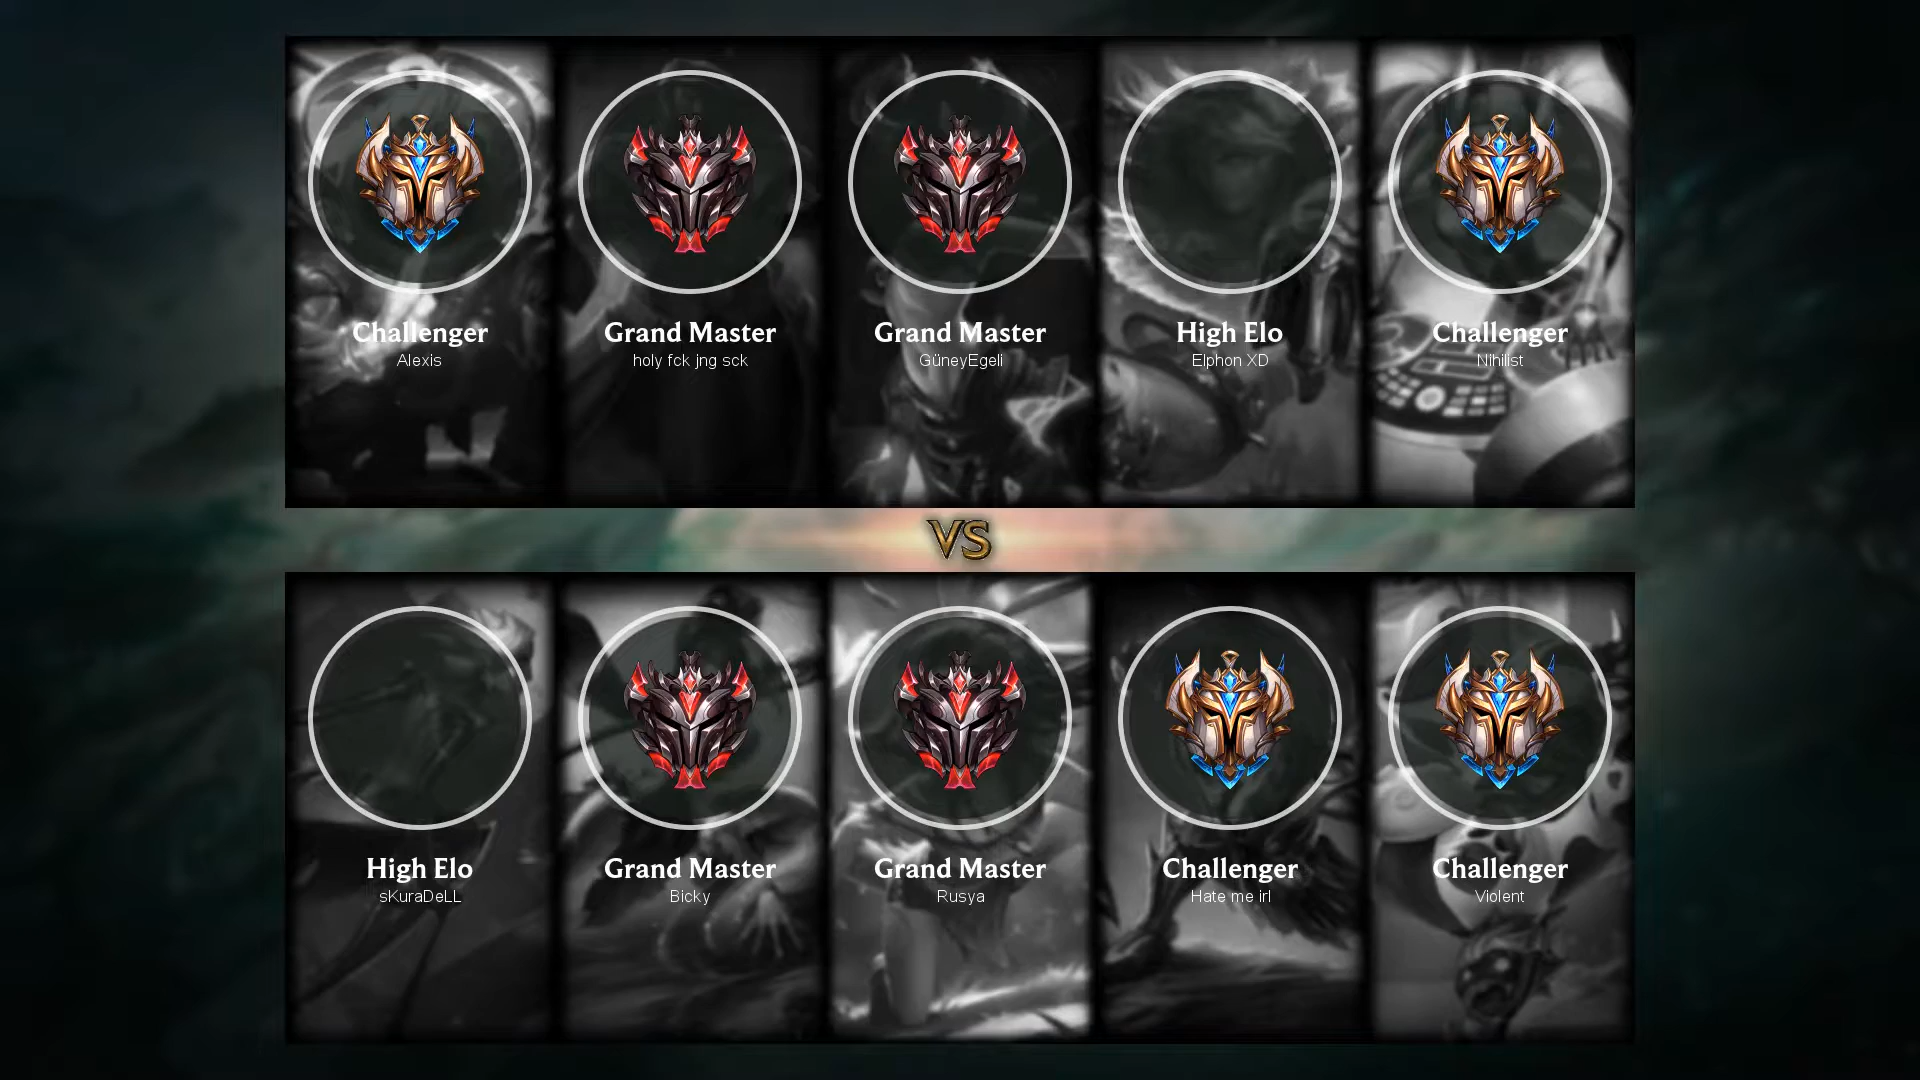 Challenger
Alexis
Grand Master
holy fck jng sck
Grand Master
GüneyEgeli
High Elo
Elphon XD
Challenger
Nihilist
VS
High Elo
sKuraDeLL
Grand Master
Bicky
Grand Master
Rusya
Challenger
Hate me irl
Challenger
Violent